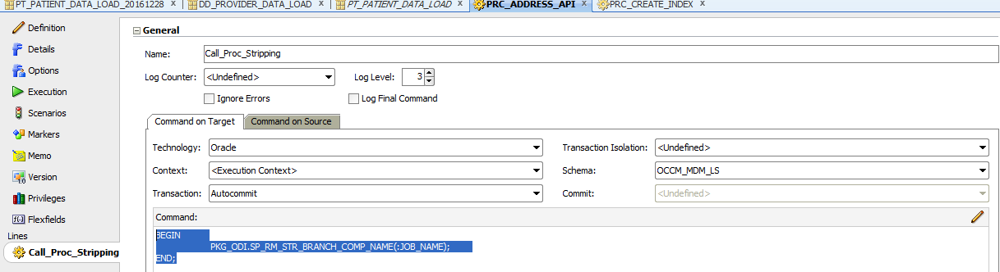 PT_PATIENT_DATA_LOAD_20161228 x DD_PROVIDER_DATA_LOAD x PT_PATIENT_DATA_LOAD x PRC_ADDRESS_API x PRC_CREATE_INDEX x
Definition
Details
Options
Execution
Scenarios
Markers
Memo
Version
Privileges
Flexfields
Lines
Call_Proc_Stripping
General
Name: Call_Proc_Stripping
Log Counter: <Undefined> Log Level: 3
Ignore Errors Log Final Command
Command on Target Command on Source
Technology: Oracle Transaction Isolation: <Undefined>
Context: <Execution Context> Schema: OCCM_MDM_LS
Transaction: Autocommit Commit: <Undefined>
Command:
BEGIN
PKG_ODI.SP_RM_STR_BRANCH_COMP_NAME(:JOB_NAME);
END;